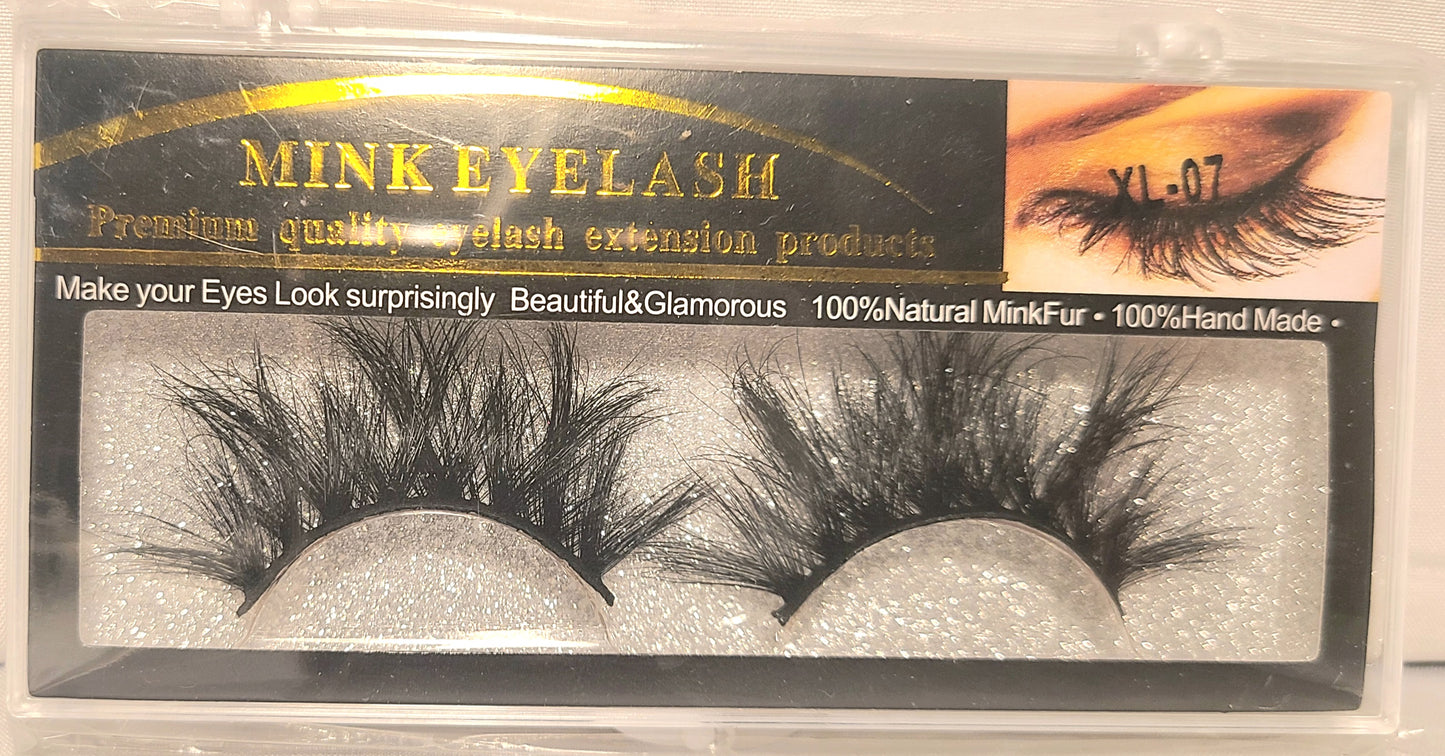 MINK EYELASH
Premium quality eyelash extension products
XL-07
Make your Eyes Look surprisingly Beautiful&Glamorous 100%Natural MinkFur • 100%Hand Made •